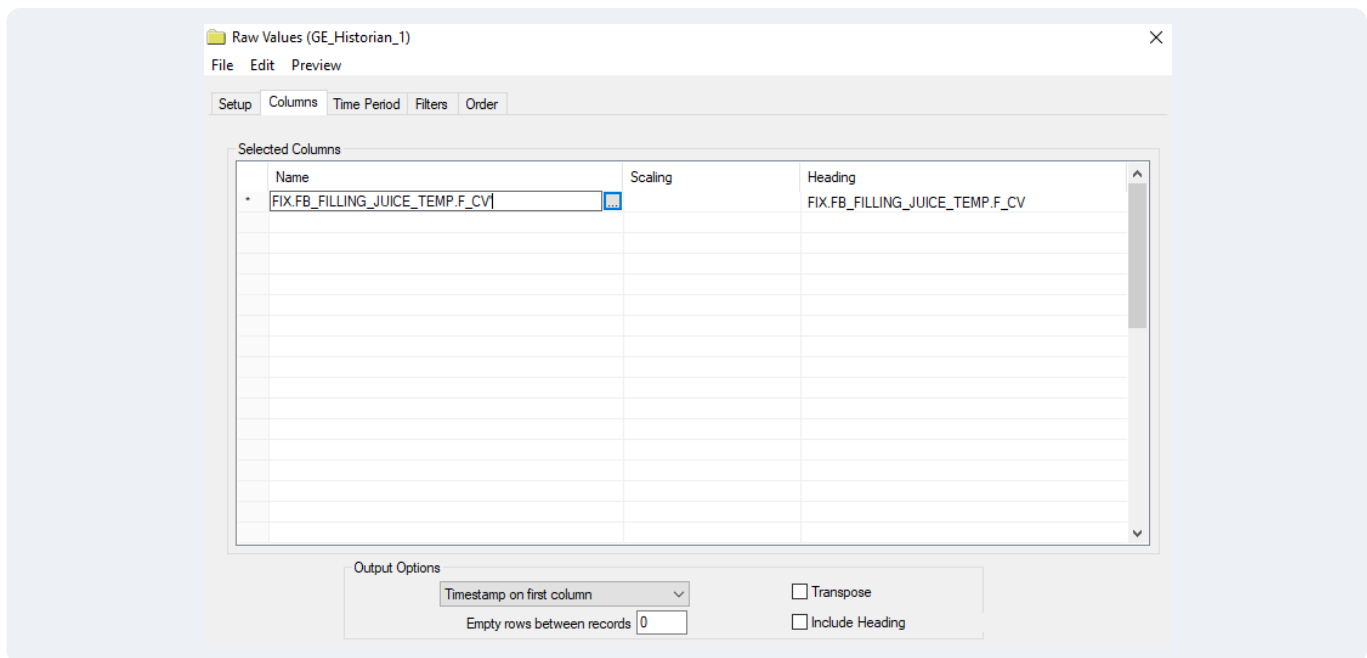 Raw Values (GE_Historian_1)
File Edit Preview
Setup Columns Time Period Filters Order
Selected Columns
Name Scaling Heading
* FIX.FB_FILLING_JUICE_TEMP.F_CV ... FIX.FB_FILLING_JUICE_TEMP.F_CV
Output Options
Timestamp on first column Transpose
Empty rows between records 0 Include Heading